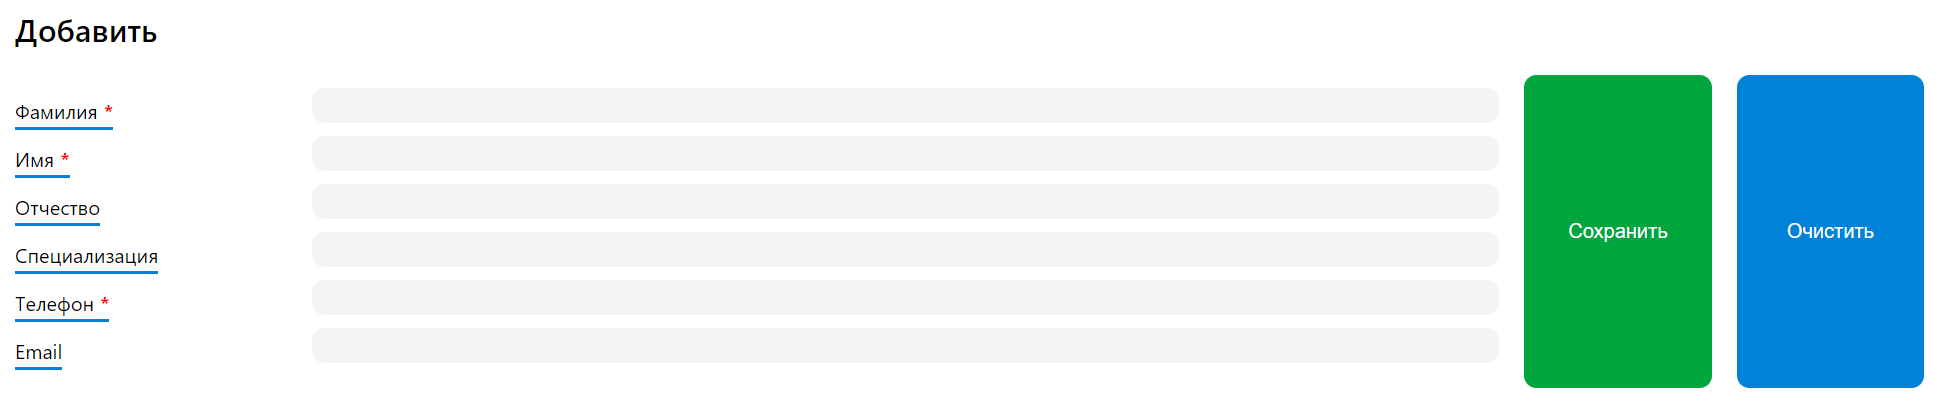 Добавить
Фамилия *
Имя *
Отчество
Специализация
Телефон *
Email
Сохранить
Очистить